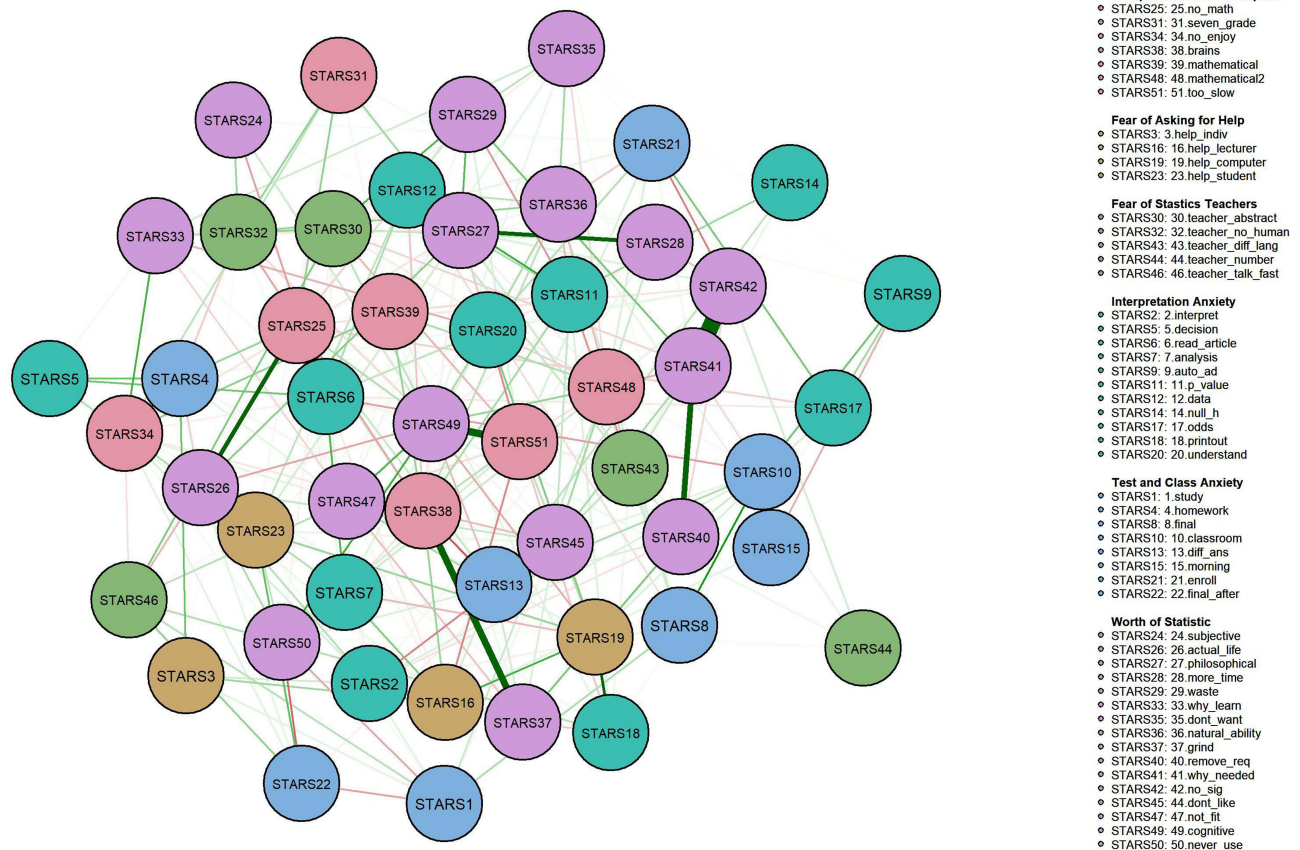 STARS35
STARS31
STARS29
STARS24
STARS21
STARS14
STARS12
STARS36
STARS33
STARS32
STARS30
STARS27
STARS28
STARS42
STARS9
STARS11
STARS39
STARS25
STARS20
STARS41
STARS5
STARS4
STARS6
STARS48
STARS17
STARS49
STARS34
STARS51
STARS43
STARS10
STARS26
STARS47
STARS38
STARS23
STARS45
STARS40
STARS15
STARS13
STARS7
STARS46
STARS8
STARS19
STARS50
STARS44
STARS3
STARS2
STARS16
STARS37
STARS18
STARS22
STARS1
STARS25: 25.no_math
STARS31: 31.seven_grade
STARS34: 34.no_enjoy
STARS38: 38.brains
STARS39: 39.mathematical
STARS48: 48.mathematical2
STARS51: 51.too_slow
Fear of Asking for Help
STARS3: 3.help_indiv
STARS16: 16.help_lecturer
STARS19: 19.help_computer
STARS23: 23.help_student
Fear of Stastics Teachers
STARS30: 30.teacher_abstract
STARS32: 32.teacher_no_human
STARS43: 43.teacher_diff_lang
STARS44: 44.teacher_number
STARS46: 46.teacher_talk_fast
Interpretation Anxiety
STARS2: 2.interpret
STARS5: 5.decision
STARS6: 6.read_article
STARS7: 7.analysis
STARS9: 9.auto_ad
STARS11: 11.p_value
STARS12: 12.data
STARS14: 14.null_h
STARS17: 17.odds
STARS18: 18.printout
STARS20: 20.understand
Test and Class Anxiety
STARS1: 1.study
STARS4: 4.homework
STARS8: 8.final
STARS10: 10.classroom
STARS13: 13.diff_ans
STARS15: 15.morning
STARS21: 21.enroll
STARS22: 22.final_after
Worth of Statistic
STARS24: 24.subjective
STARS26: 26.actual_life
STARS27: 27.philosophical
STARS28: 28.more_time
STARS29: 29.waste
STARS33: 33.why_learn
STARS35: 35.dont_want
STARS36: 36.natural_ability
STARS37: 37.grind
STARS40: 40.remove_req
STARS41: 41.why_needed
STARS42: 42.no_sig
STARS45: 44.dont_like
STARS47: 47.not_fit
STARS49: 49.cognitive
STARS50: 50.never_use